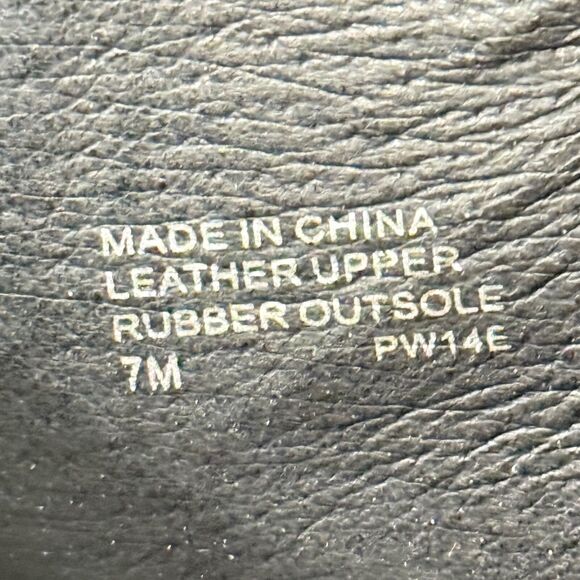 MADE IN CHINA
LEATHER UPPER
RUBBER OUTSOLE
7M PW14E